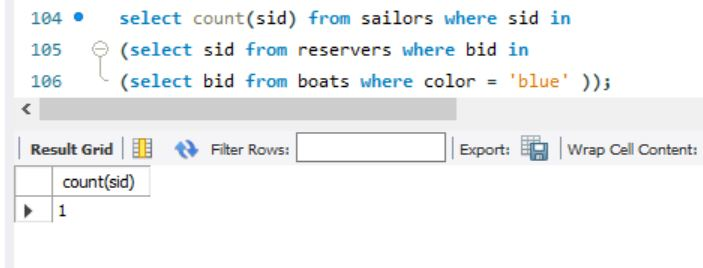 104 select count(sid) from sailors where sid in
105 (select sid from reservers where bid in
106 (select bid from boats where color = 'blue' ));
Result Grid Filter Rows: Export: Wrap Cell Content:
count(sid)
1